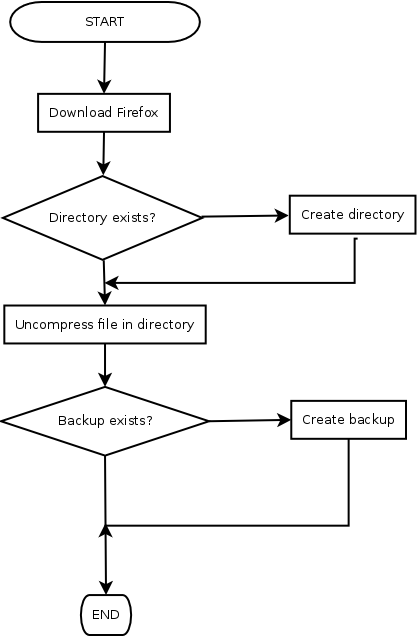 START
Download Firefox
Directory exists?
Create directory
Uncompress file in directory
Backup exists?
Create backup
END